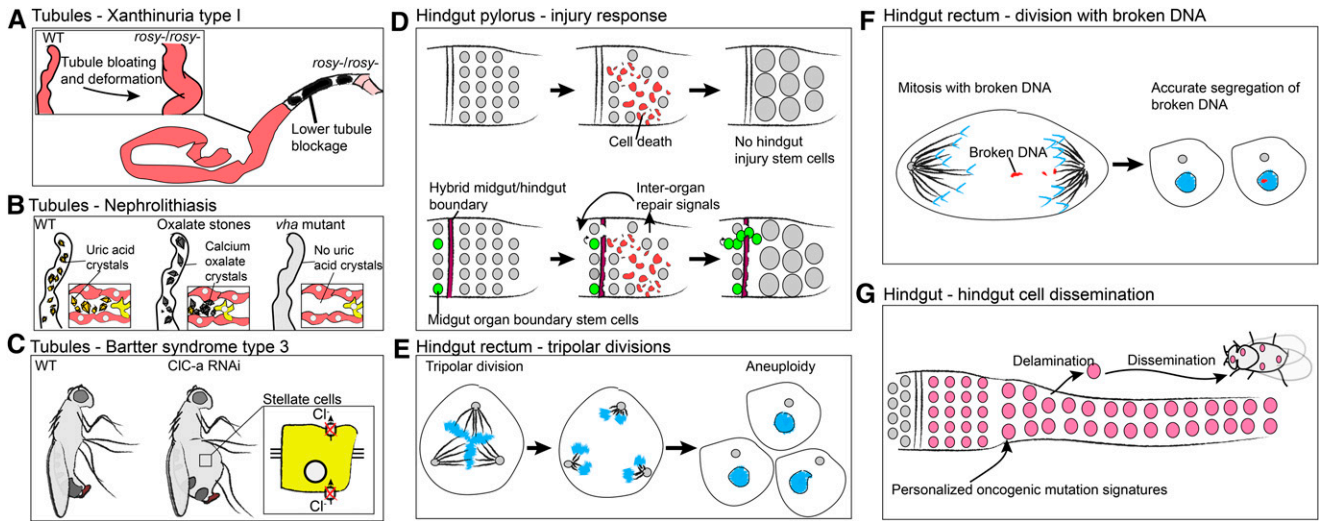 A Tubules - Xanthinuria type I
WT
rosy-/rosy-
Tubule bloating
and deformation
rosy-/rosy-
Lower tubule
blockage
B Tubules - Nephrolithiasis
WT
Oxalate stones
vha mutant
Uric acid
crystals
Calcium
oxalate
crystals
No uric
acid crystals
C Tubules - Bartter syndrome type 3
WT
ClC-a RNAi
Stellate cells
Cl-
Cl-
D Hindgut pylorus - injury response
Cell death
No hindgut
injury stem cells
Hybrid midgut/hindgut
boundary
Inter-organ
repair signals
Midgut organ boundary stem cells
E Hindgut rectum - tripolar divisions
Tripolar division
Aneuploidy
F Hindgut rectum - division with broken DNA
Mitosis with broken DNA
Accurate segregation of
broken DNA
Broken DNA
G Hindgut - hindgut cell dissemination
Delamination
Dissemination
Personalized oncogenic mutation signatures